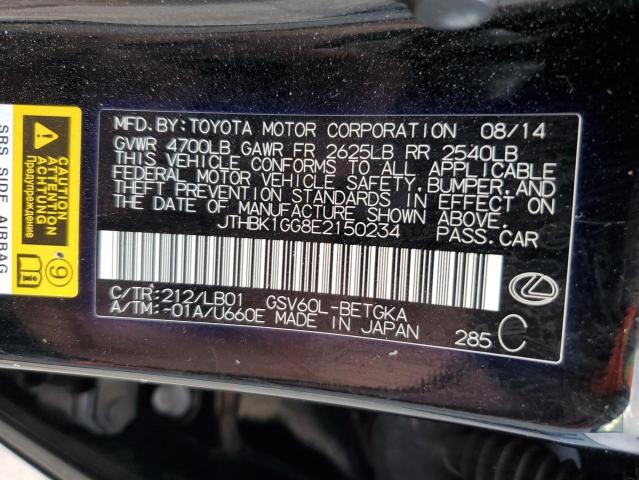 MFD.BY:TOYOTA MOTOR CORPORATION 08/14
GVWR 4700LB GAWR FR 2625LB RR 2540LB
THIS VEHICLE CONFORMS TO ALL APPLICABLE
FEDERAL MOTOR VEHICLE SAFETY, BUMPER, AND
THEFT PREVENTION STANDARDS IN EFFECT ON
THE DATE OF MANUFACTURE SHOWN ABOVE.
JTHBK1GG8E2150234 PASS.CAR
C/TR:212/LB01 GSV60L-BETGKA
A/TM:-01A/U660E MADE IN JAPAN
285 C
SRS SIDE AIRBAG
Attention
ACHTUNG
Предупреждение
9